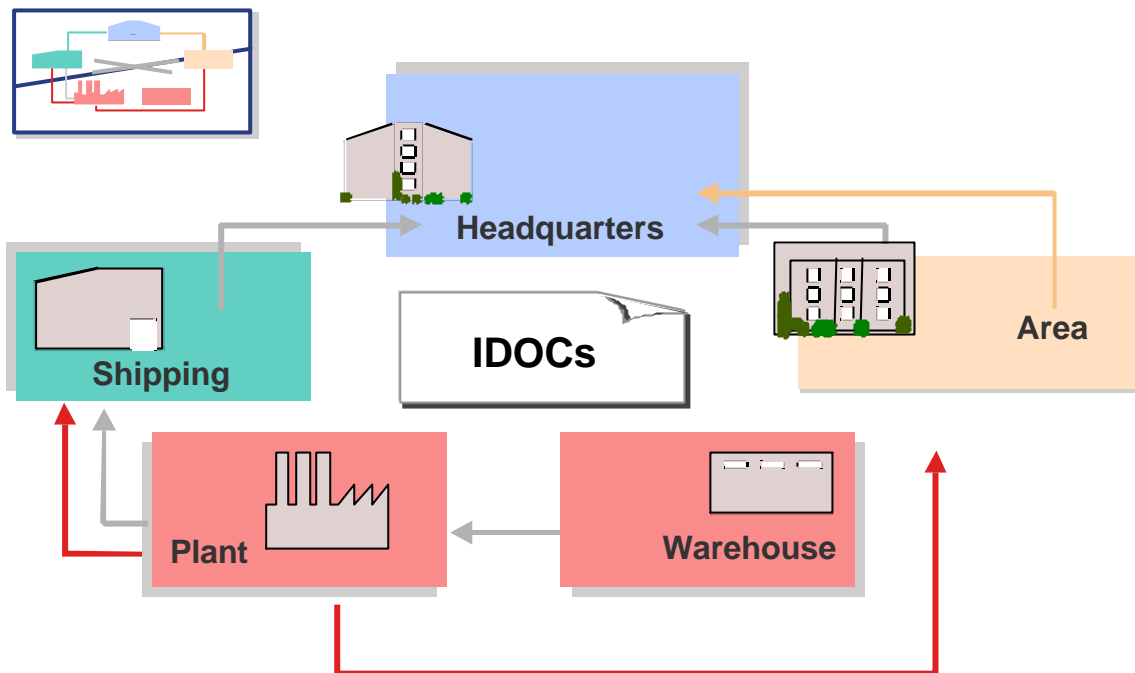 Headquarters
Shipping
IDOCs
Area
Plant
Warehouse